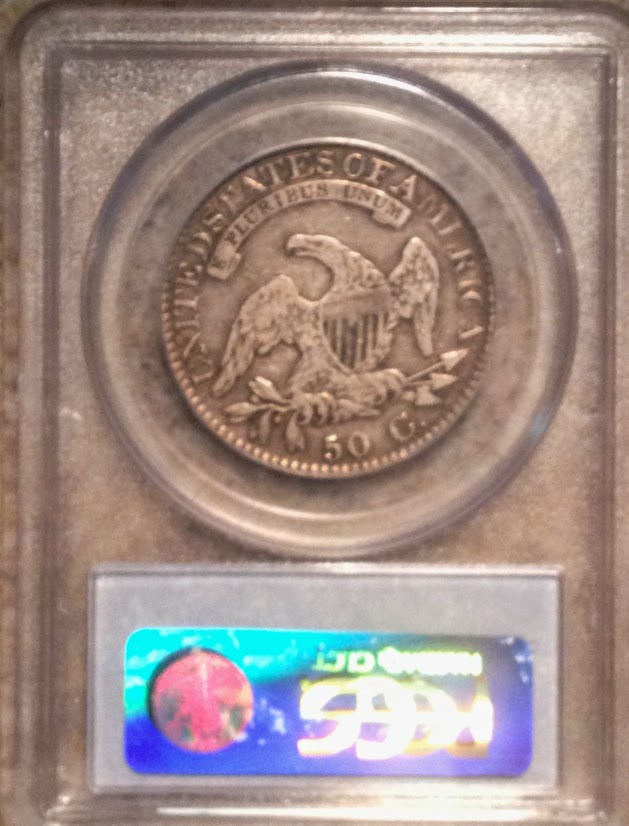 UNITED STATES OF AMERICA
E PLURIBUS UNUM
50 C.